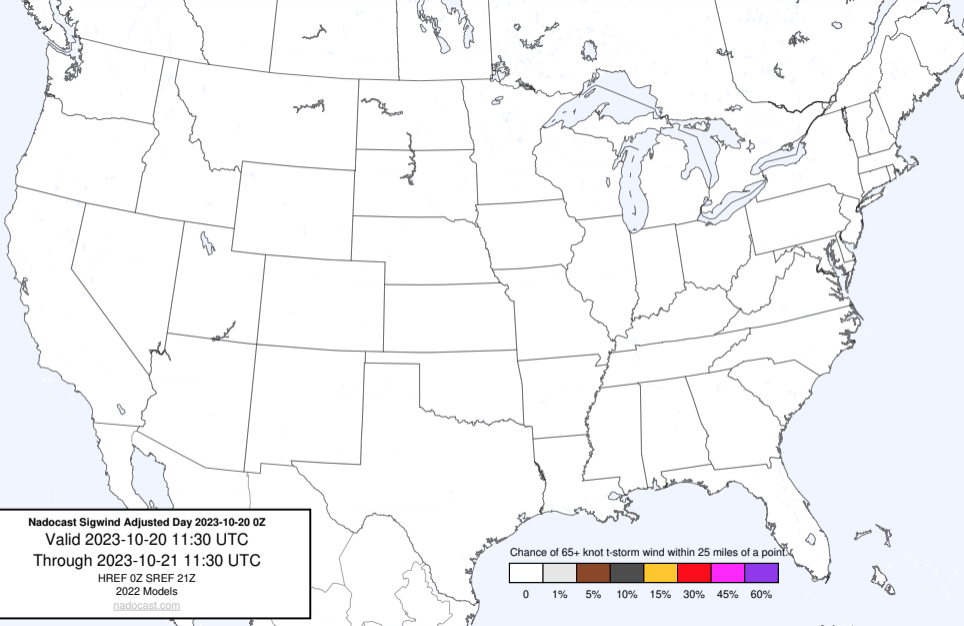 Nadocast Sigwind Adjusted Day 2023-10-20 0Z
Valid 2023-10-20 11:30 UTC
Through 2023-10-21 11:30 UTC
HREF 0Z SREF 21Z
2022 Models
nadocast.com
Chance of 65+ knot t-storm wind within 25 miles of a point.
0 1% 5% 10% 15% 30% 45% 60%